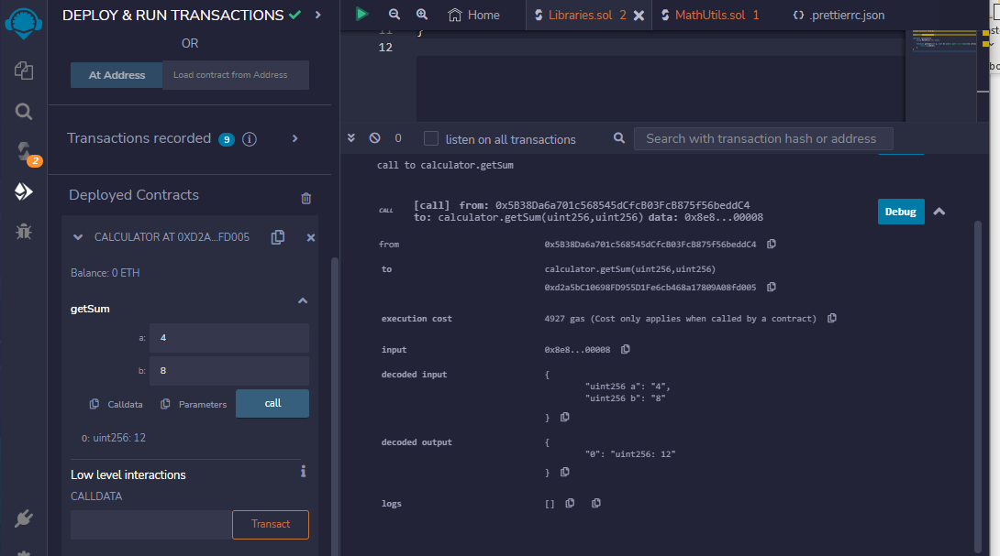 DEPLOY & RUN TRANSACTIONS
OR
At Address
Load contract from Address
Transactions recorded 9 i
2
Deployed Contracts
CALCULATOR AT 0XD2A...FD005
Balance: 0 ETH
getSum
a: 4
b: 8
Calldata Parameters call
0: uint256: 12
Low level interactions i
CALLDATA
Transact
Home
Libraries.sol 2
MathUtils.sol 1
.prettierrc.json
11 }
12
0
listen on all transactions
Search with transaction hash or address
call to calculator.getSum
CALL
[call] from: 0x5B38Da6a701c568545dCfcB03FcB875f56beddC4
to: calculator.getSum(uint256,uint256) data: 0x8e8...00008
Debug
from 0x5B38Da6a701c568545dCfcB03FcB875f56beddC4
to calculator.getSum(uint256,uint256)
0xd2a5bC10698FD955D1Fe6cb468a17809A08fd005
execution cost 4927 gas (Cost only applies when called by a contract)
input 0x8e8...00008
decoded input {
"uint256 a": "4",
"uint256 b": "8"
}
decoded output {
"0": "uint256: 12"
}
logs []